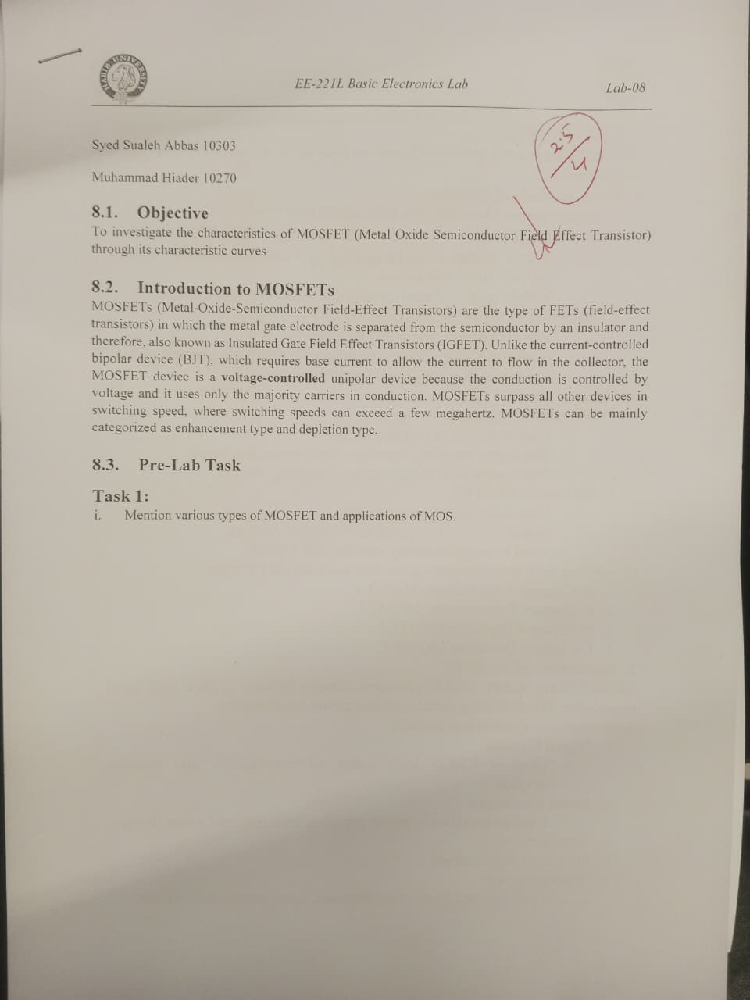 HABIB UNIVERSITY
EE-221L Basic Electronics Lab
Lab-08
2.5
4
Syed Sualeh Abbas 10303
Muhammad Hiader 10270
8.1. Objective
To investigate the characteristics of MOSFET (Metal Oxide Semiconductor Field Effect Transistor)
through its characteristic curves
8.2. Introduction to MOSFETs
MOSFETs (Metal-Oxide-Semiconductor Field-Effect Transistors) are the type of FETs (field-effect
transistors) in which the metal gate electrode is separated from the semiconductor by an insulator and
therefore, also known as Insulated Gate Field Effect Transistors (IGFET). Unlike the current-controlled
bipolar device (BJT), which requires base current to allow the current to flow in the collector, the
MOSFET device is a voltage-controlled unipolar device because the conduction is controlled by
voltage and it uses only the majority carriers in conduction. MOSFETs surpass all other devices in
switching speed, where switching speeds can exceed a few megahertz. MOSFETs can be mainly
categorized as enhancement type and depletion type.
8.3. Pre-Lab Task
Task 1:
i. Mention various types of MOSFET and applications of MOS.